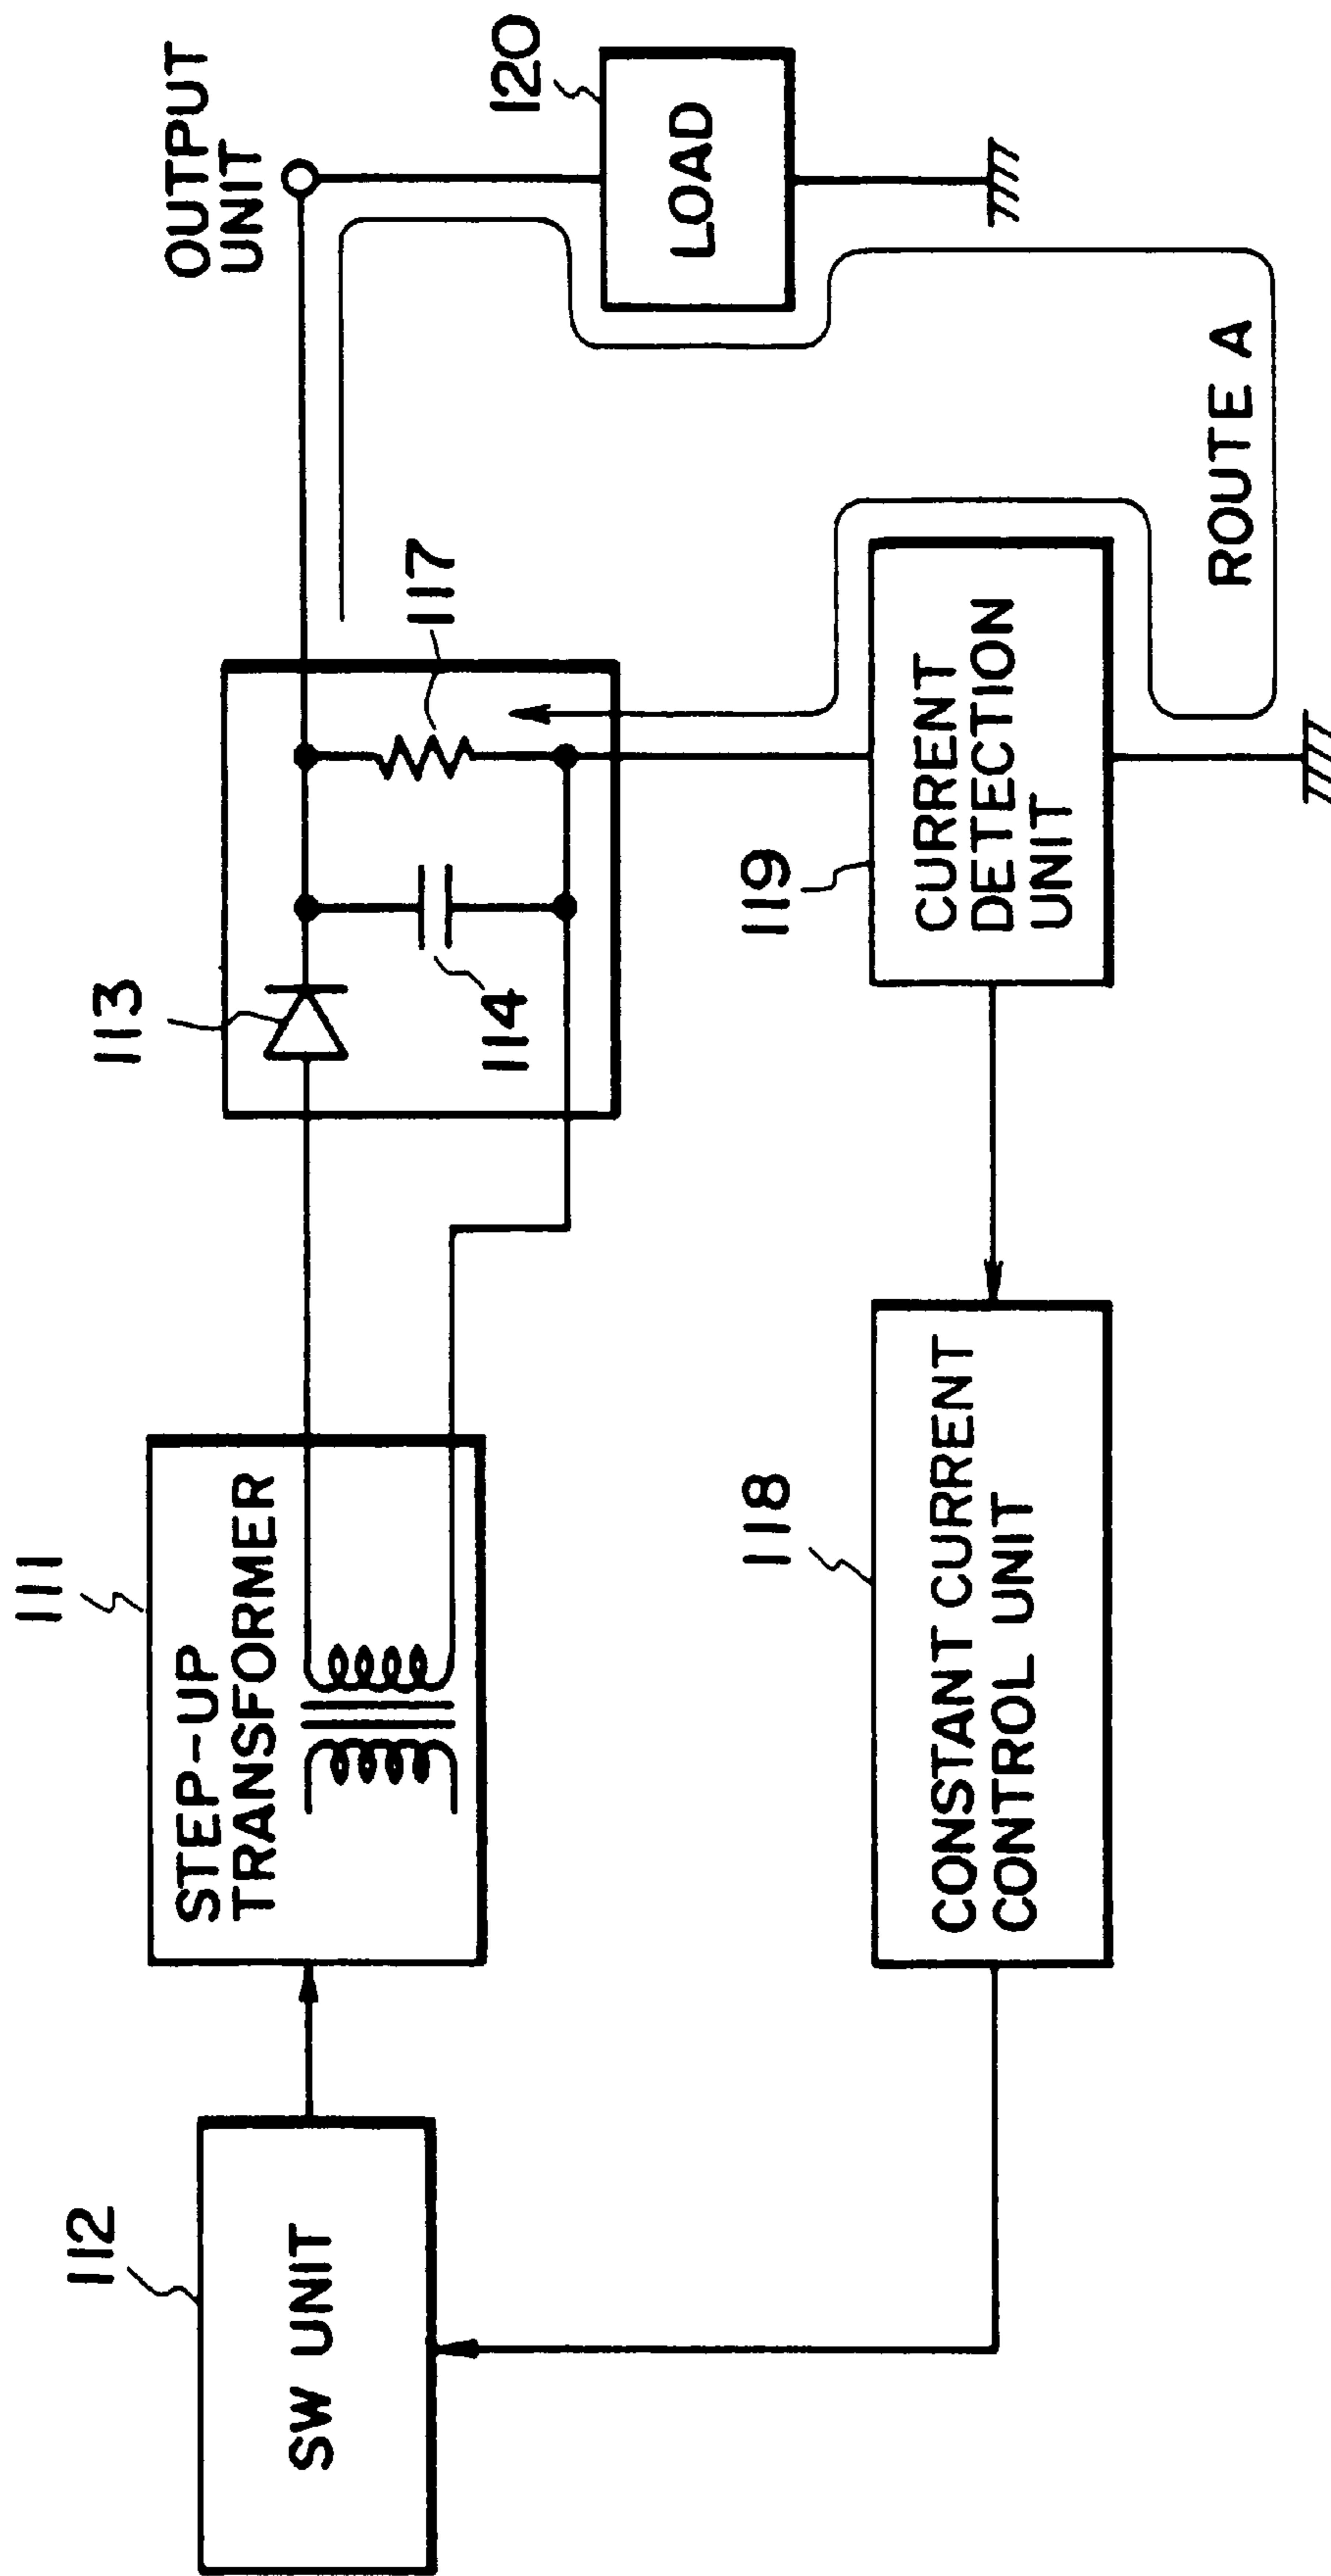 112
SW UNIT
111
STEP-UP
TRANSFORMER
113
114
117
OUTPUT
UNIT
120
LOAD
118
CONSTANT CURRENT
CONTROL UNIT
119
CURRENT
DETECTION
UNIT
ROUTE A